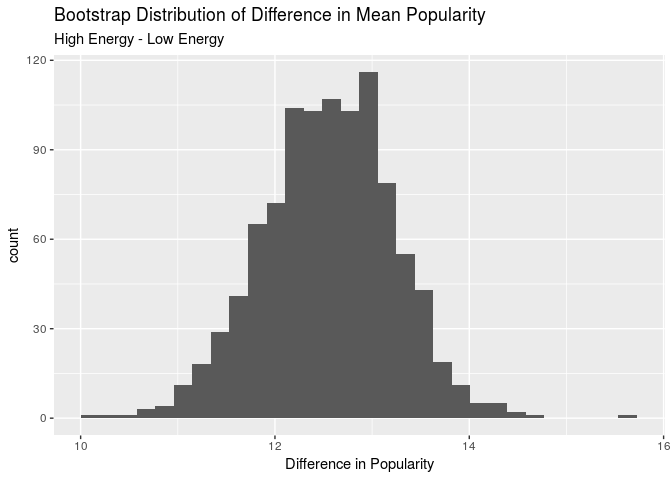 Bootstrap Distribution of Difference in Mean Popularity
High Energy - Low Energy
120
90
60
30
0
count
10
12
14
16
Difference in Popularity